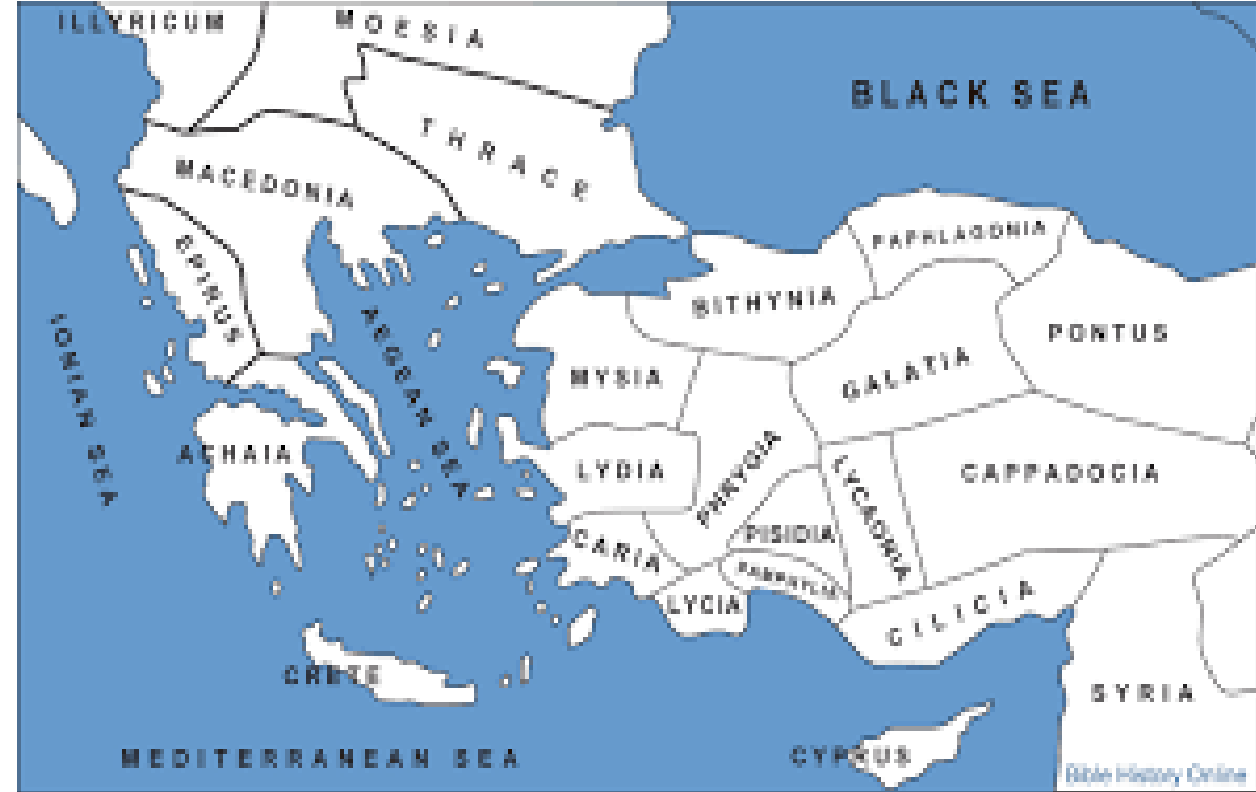 ILLYRICUM
MOESIA
BLACK SEA
THRACE
MACEDONIA
PAPHLAGONIA
EPIRUS
BITHYNIA
PONTUS
IONIAN SEA
AEGEAN SEA
MYSIA
GALATIA
ACHAIA
LYDIA
PHRYGIA
LYCAONIA
CAPPADOCIA
CARIA
PISIDIA
PAMPHYLIA
LYCIA
CILICIA
CRETE
SYRIA
MEDITERRANEAN SEA
CYPRUS
Bible History Online